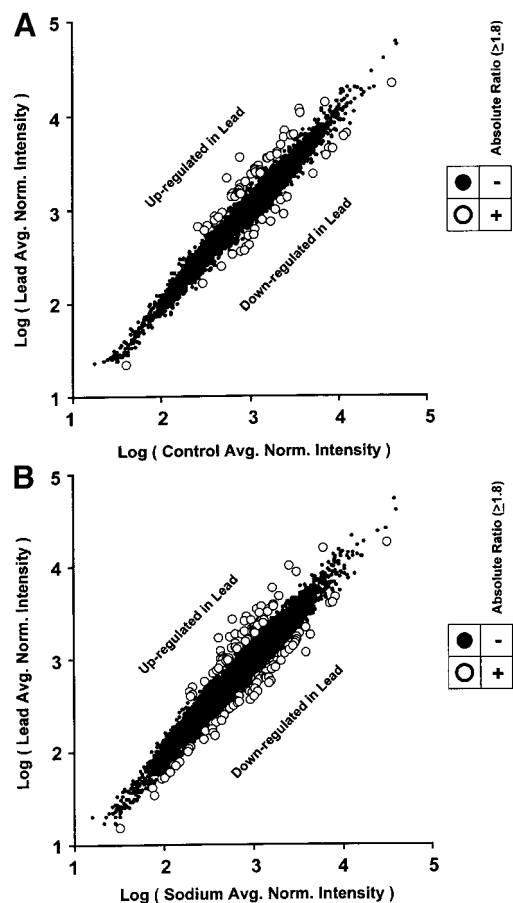 A
5
4
3
2
1
Log ( Lead Avg. Norm. Intensity )
Up-regulated in Lead
Down-regulated in Lead
1 2 3 4 5
Log ( Control Avg. Norm. Intensity )
Absolute Ratio (≥1.8)
-
+
B
5
4
3
2
1
Log ( Lead Avg. Norm. Intensity )
Up-regulated in Lead
Down-regulated in Lead
1 2 3 4 5
Log ( Sodium Avg. Norm. Intensity )
Absolute Ratio (≥1.8)
-
+